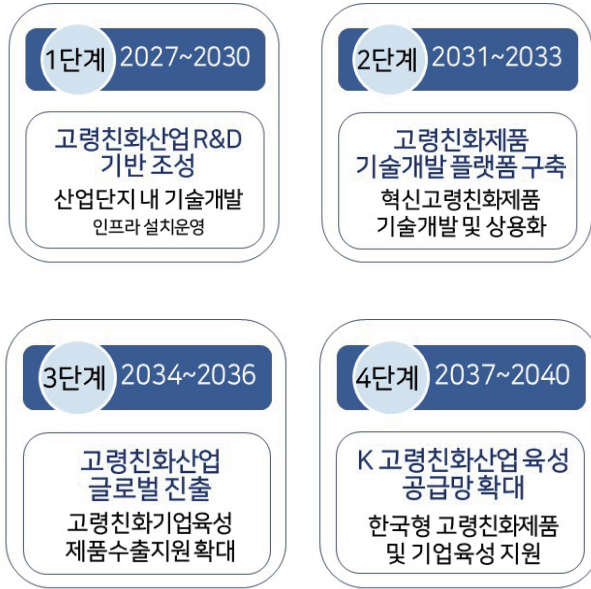 1단계 2027~2030
고령친화산업 R&D
기반 조성
산업단지 내 기술개발
인프라 설치운영
2단계 2031~2033
고령친화제품
기술개발 플랫폼 구축
혁신고령친화제품
기술개발 및 상용화
3단계 2034~2036
고령친화산업
글로벌 진출
고령친화기업육성
제품수출지원 확대
4단계 2037~2040
K 고령친화산업 육성
공급망 확대
한국형 고령친화제품
및 기업육성 지원